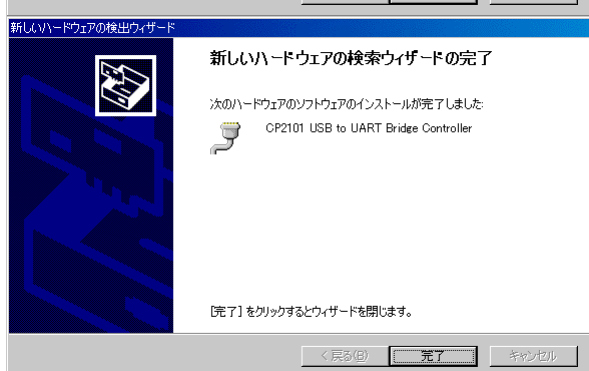 新しいハードウェアの検出ウィザード
新しいハードウェアの検索ウィザードの完了
次のハードウェアのソフトウェアのインストールが完了しました:
CP2101 USB to UART Bridge Controller
[完了] をクリックするとウィザードを閉じます。
< 戻る(B) 完了 キャンセル